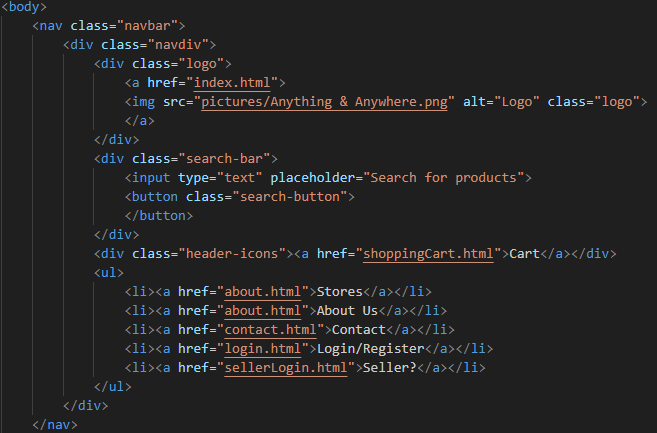 <body>
<nav class="navbar">
<div class="navdiv">
<div class="logo">
<a href="index.html">
<img src="pictures/Anything & Anywhere.png" alt="Logo" class="logo">
</a>
</div>
<div class="search-bar">
<input type="text" placeholder="Search for products">
<button class="search-button">
</button>
</div>
<div class="header-icons"><a href="shoppingCart.html">Cart</a></div>
<ul>
<li><a href="about.html">Stores</a></li>
<li><a href="about.html">About Us</a></li>
<li><a href="contact.html">Contact</a></li>
<li><a href="login.html">Login/Register</a></li>
<li><a href="sellerLogin.html">Seller?</a></li>
</ul>
</div>
</nav>